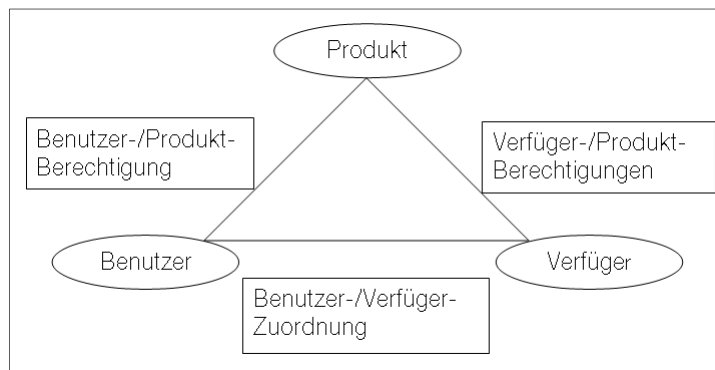 Produkt
Benutzer-/Produkt-
Berechtigung
Verfüger-/Produkt-
Berechtigungen
Benutzer
Verfüger
Benutzer-/Verfüger-
Zuordnung